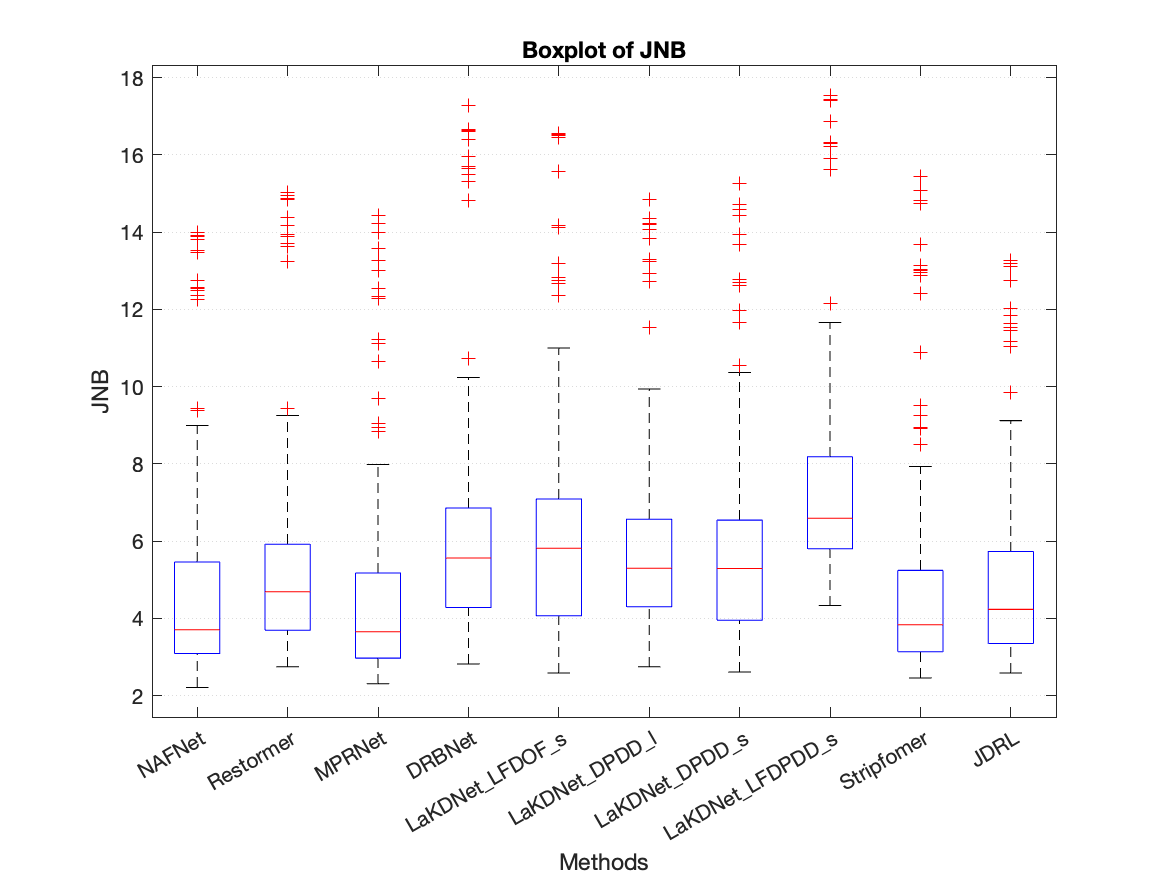 Boxplot of JNB
18
16
14
12
10
8
6
4
2
JNB
NAFNet
Restormer
MPRNet
DRBNet
LaKDNet_LFDOF_s
LaKDNet_DPDD_l
LaKDNet_DPDD_s
LaKDNet_LFDPDD_s
Stripfomer
JDRL
Methods